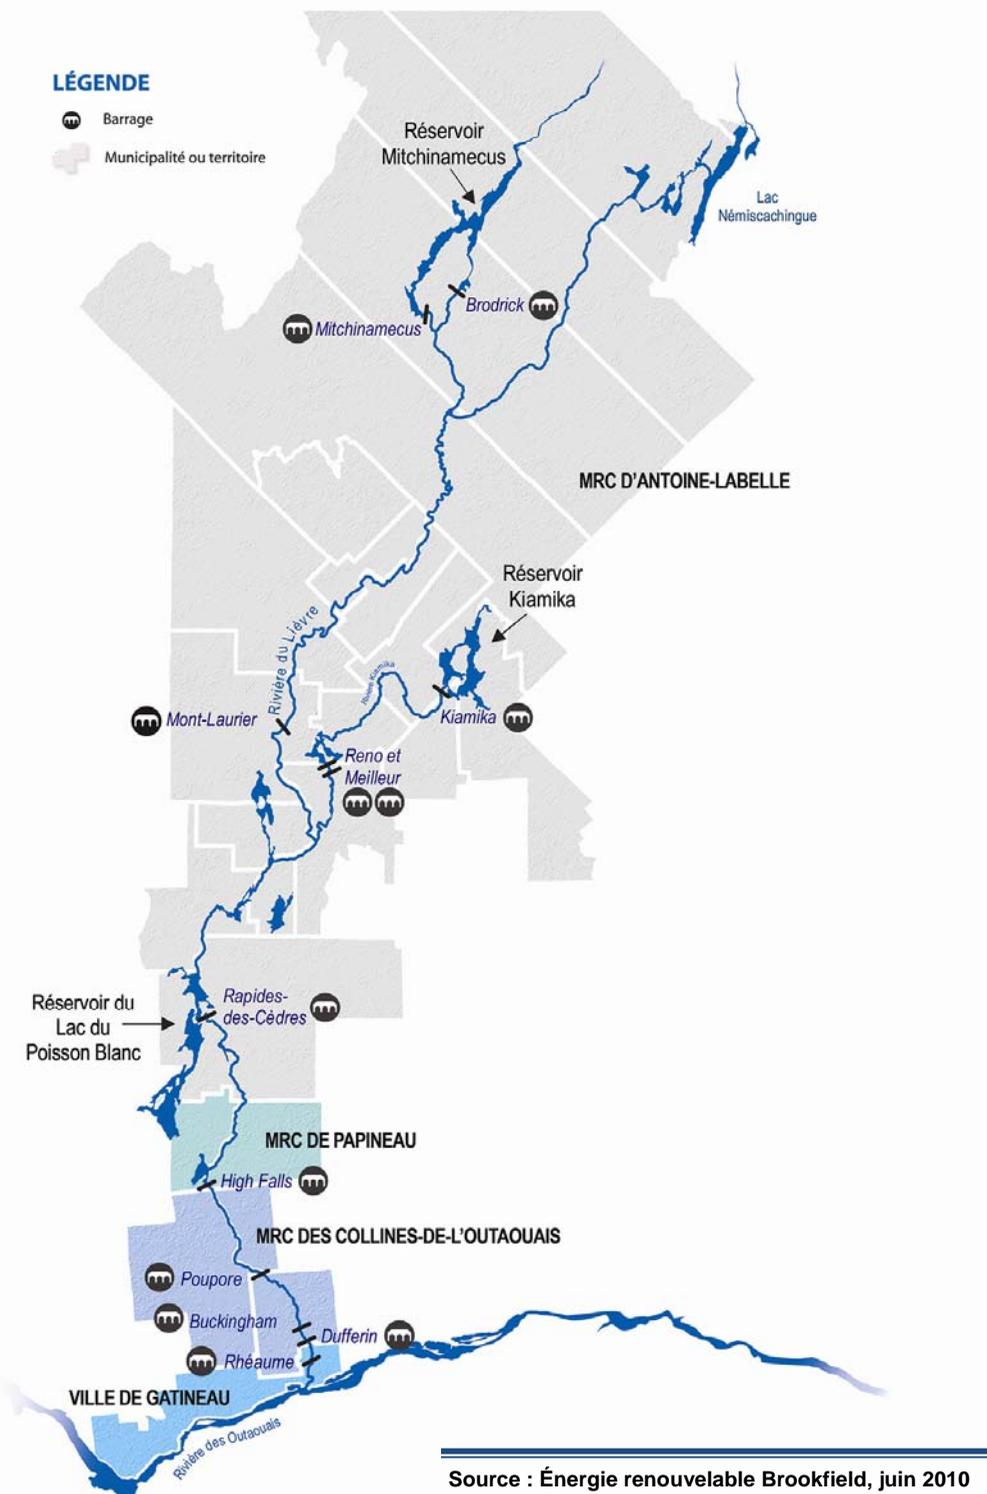 LÉGENDE
Barrage
Municipalité ou territoire
Réservoir
Mitchinamecus
Lac
Némiscachingue
Brodrick
Mitchinamecus
MRC D'ANTOINE-LABELLE
Réservoir
Kiamika
Rivière du Lièvre
Rivière Kiamika
Mont-Laurier
Kiamika
Reno et
Meilleur
Réservoir du
Lac du
Poisson Blanc
Rapides-
des-Cèdres
MRC DE PAPINEAU
High Falls
MRC DES COLLINES-DE-L'OUTAOUAIS
Poupore
Buckingham
Dufferin
Rhéaume
VILLE DE GATINEAU
Rivière des Outaouais
Source : Énergie renouvelable Brookfield, juin 2010